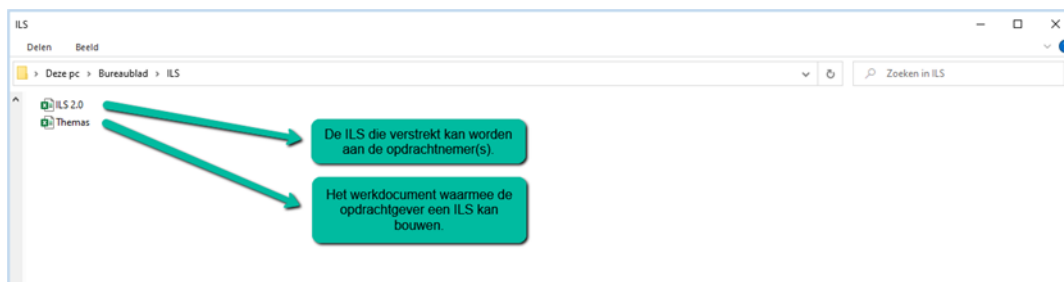 ILS
Delen Beeld
Deze pc > Bureaublad > ILS
Zoeken in ILS
ILS 2.0
Themas
De ILS die verstrekt kan worden
aan de opdrachtnemer(s).
Het werkdocument waarmee de
opdrachtgever een ILS kan
bouwen.